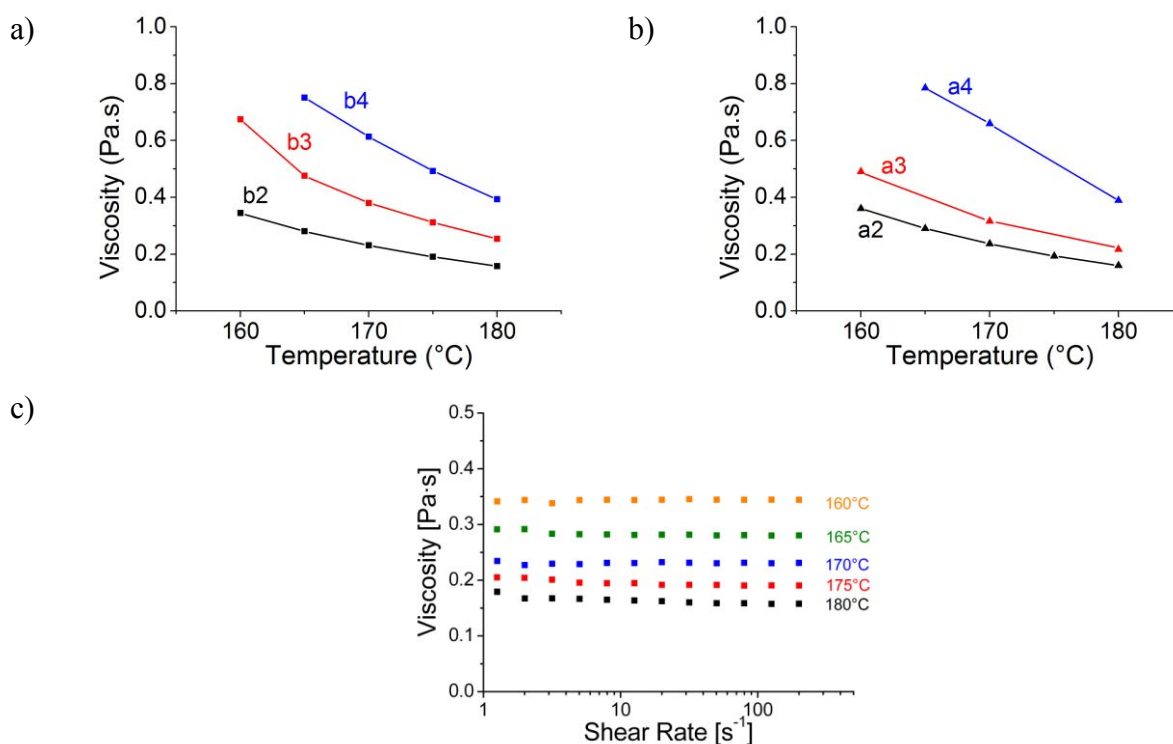 a)
1.0
0.8
0.6
0.4
0.2
0.0
Viscosity (Pa.s)
b4
b3
b2
160
170
180
Temperature (°C)
b)
1.0
0.8
0.6
0.4
0.2
0.0
Viscosity (Pa.s)
a4
a3
a2
160
170
180
Temperature (°C)
c)
0.5
0.4
0.3
0.2
0.1
0.0
Viscosity [Pa·s]
160°C
165°C
170°C
175°C
180°C
1
10
100
Shear Rate [s⁻¹]